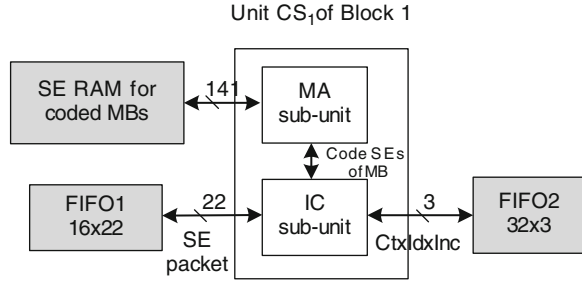 Unit CS1of Block 1
SE RAM for
coded MBs
141
MA
sub-unit
Code SEs
of MB
FIFO1
16x22
22
SE
packet
IC
sub-unit
3
CtxIdxInc
FIFO2
32x3